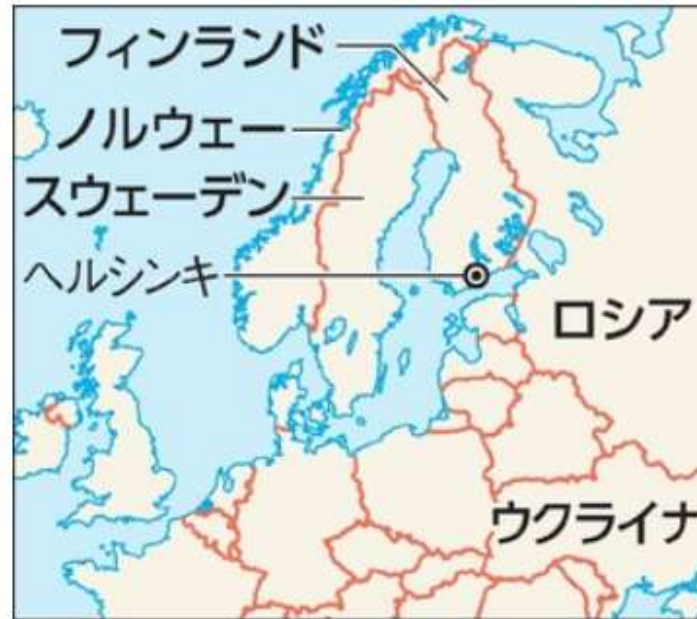 フィンランド
ノルウェー
スウェーデン
ヘルシンキ
ロシア
ウクライナ